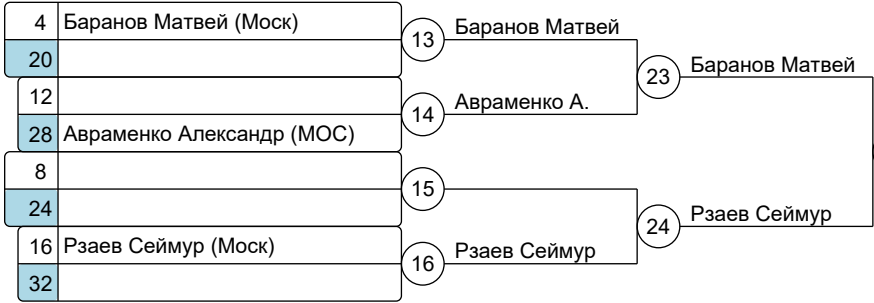 4 Баранов Матвей (Моск)
20
13 Баранов Матвей
12
28 Авраменко Александр (МОС)
14 Авраменко А.
23 Баранов Матвей
8
24
15
16 Рзаев Сеймур (Моск)
32
16 Рзаев Сеймур
24 Рзаев Сеймур